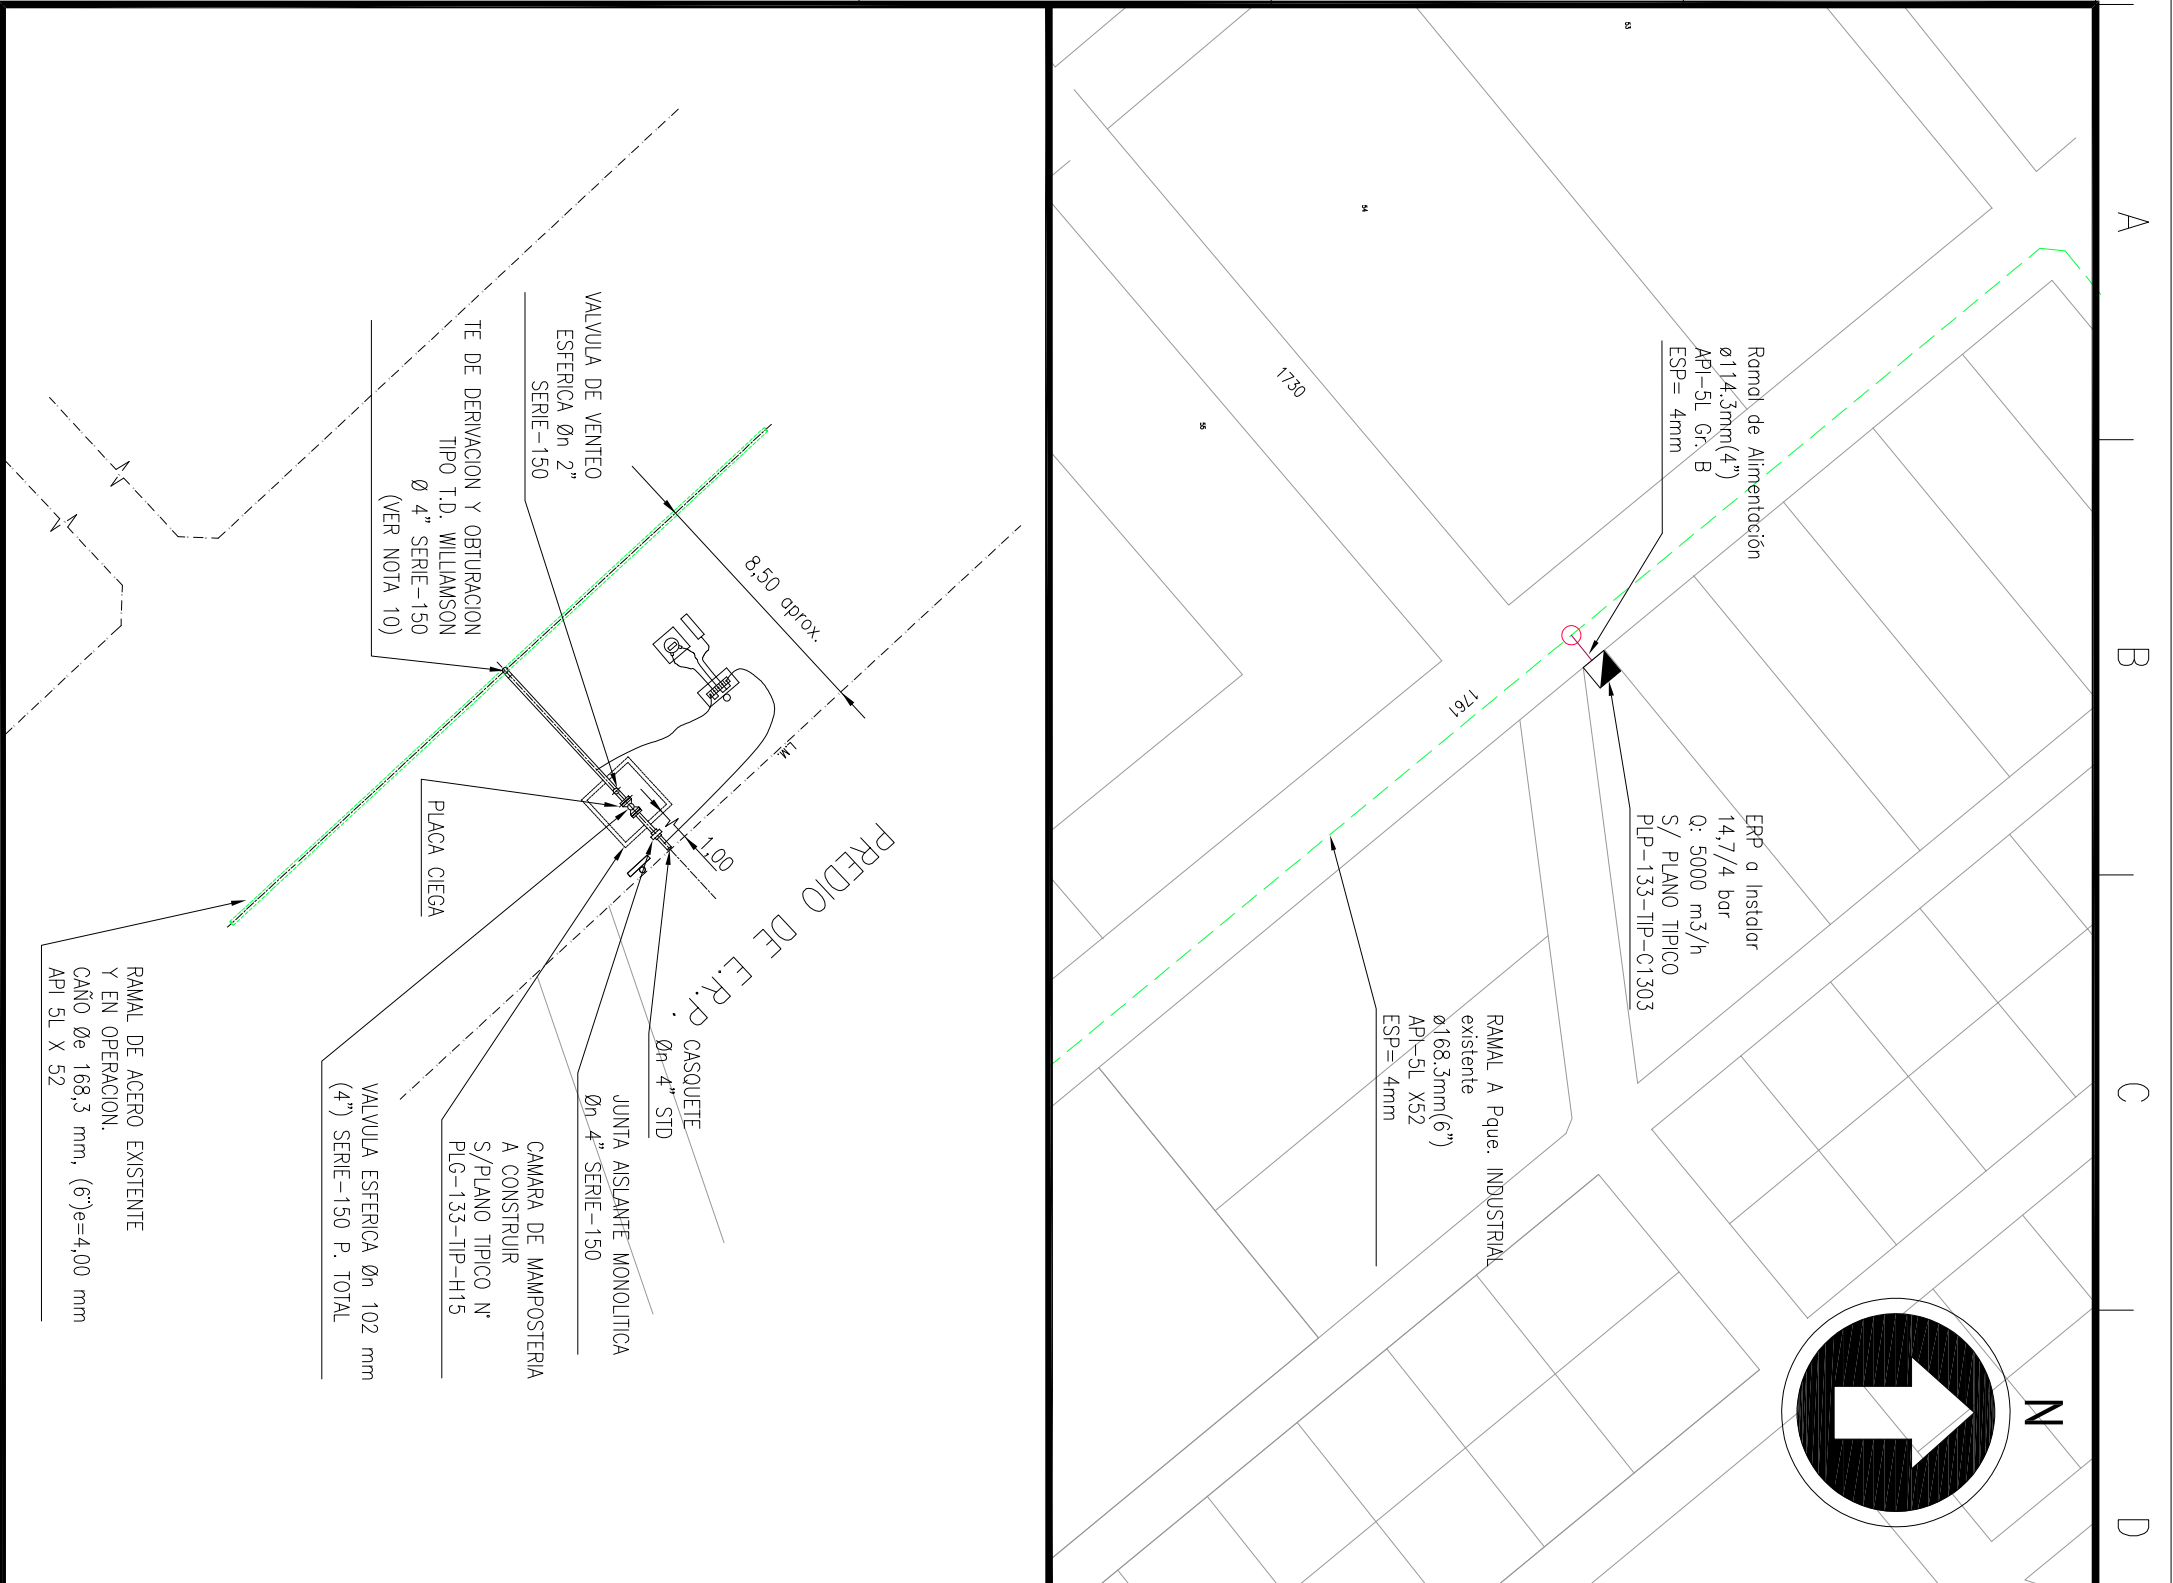 A
B
C
D
N
53
54
55
1730
1761
Ramal de Alimentación
ø114.3mm(4")
API-5L Gr. B
ESP= 4mm
ERP a Instalar
14,7/4 bar
Q: 5000 m3/h
S/ PLANO TIPICO
PLP-133-TIP-C1303
RAMAL A Pque. INDUSTRIAL
existente
ø168.3mm(6")
API-5L X52
ESP= 4mm
VALVULA DE VENTEO
ESFERICA Øn 2"
SERIE-150
TE DE DERIVACION Y OBTURACION
TIPO T.D. WILLIAMSON
Ø 4" SERIE-150
(VER NOTA 10)
8,50 aprox.
L.M.
1,00
PREDIO DE E.R.P.
PLACA CIEGA
CASQUETE
Øn 4" STD
JUNTA AISLANTE MONOLITICA
Øn 4" SERIE-150
CAMARA DE MAMPOSTERIA
A CONSTRUIR
S/PLANO TIPICO N°
PLG-133-TIP-H15
VALVULA ESFERICA Øn 102 mm
(4") SERIE-150 P. TOTAL
RAMAL DE ACERO EXISTENTE
Y EN OPERACION.
CAÑO Øe 168,3 mm, (6")e=4,00 mm
API 5L X 52